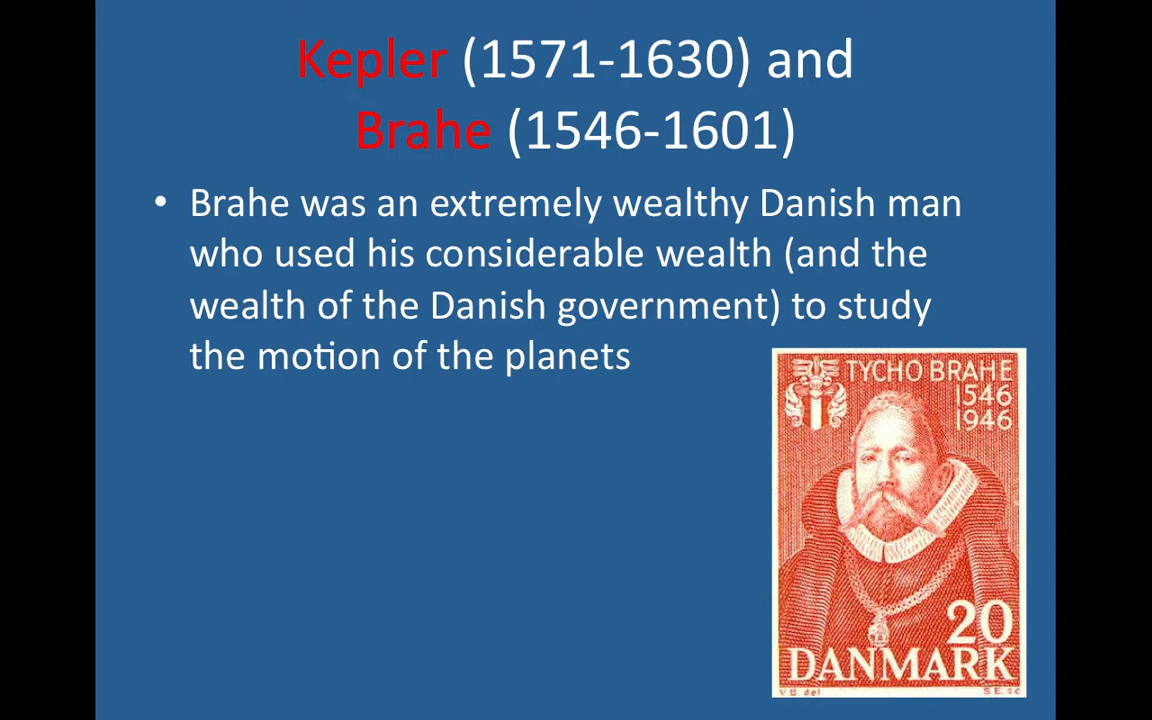 Kepler (1571-1630) and
Brahe (1546-1601)
• Brahe was an extremely wealthy Danish man
who used his considerable wealth (and the
wealth of the Danish government) to study
the motion of the planets
TYCHO BRAHE
1546
1946
20
DANMARK
V B del
S.E. sc